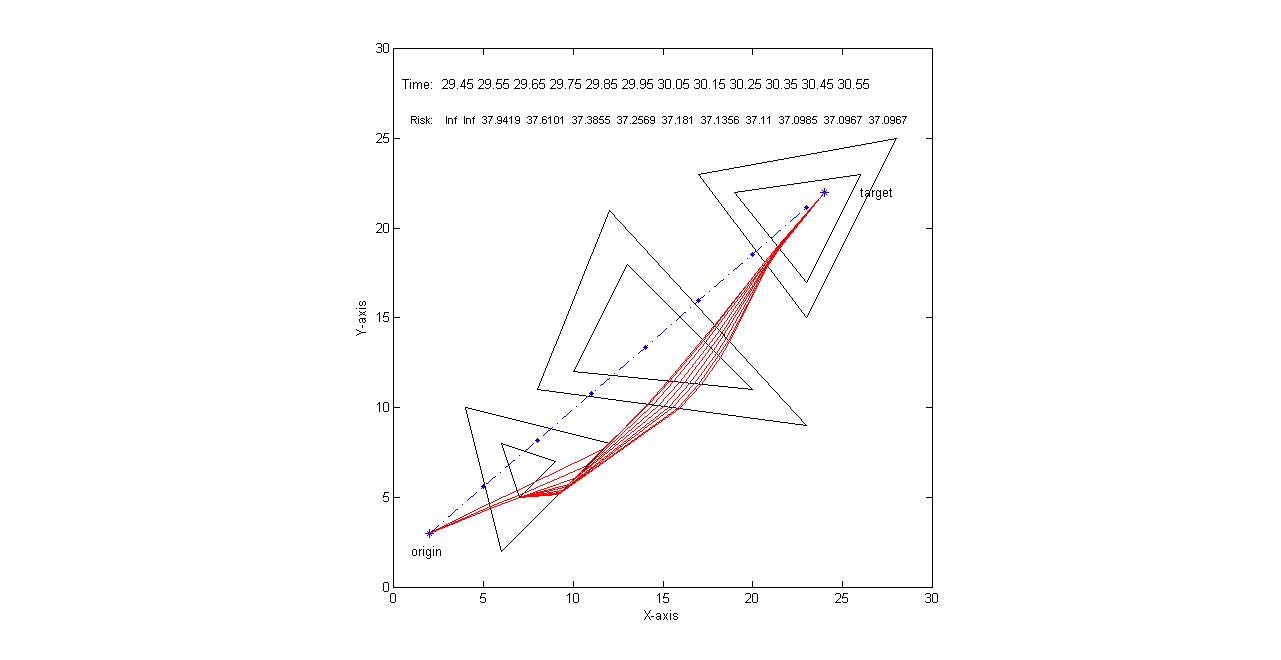 30
Time: 29.45 29.55 29.65 29.75 29.85 29.95 30.05 30.15 30.25 30.35 30.45 30.55
Risk: Inf Inf 37.9419 37.6101 37.3855 37.2569 37.181 37.1356 37.11 37.0985 37.0967 37.0967
25
target
20
15
Y-axis
10
5
origin
0
0 5 10 15 20 25 30
X-axis